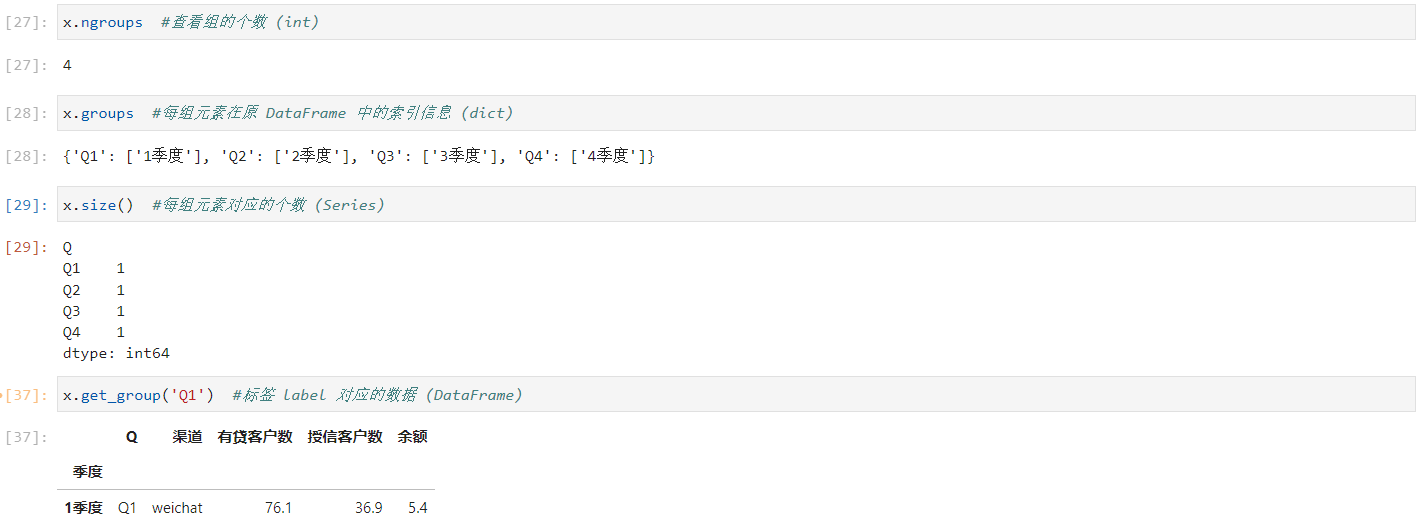 [27]: x.ngroups  #查看组的个数 (int)
[27]: 4
[28]: x.groups  #每组元素在原 DataFrame 中的索引信息 (dict)
[28]: {'Q1': ['1季度'], 'Q2': ['2季度'], 'Q3': ['3季度'], 'Q4': ['4季度']}
[29]: x.size()  #每组元素对应的个数 (Series)
[29]: Q
Q1    1
Q2    1
Q3    1
Q4    1
dtype: int64
[37]: x.get_group('Q1')  #标签 label 对应的数据 (DataFrame)
[37]: Q 渠道 有贷客户数 授信客户数 余额
季度
1季度 Q1 weichat 76.1 36.9 5.4